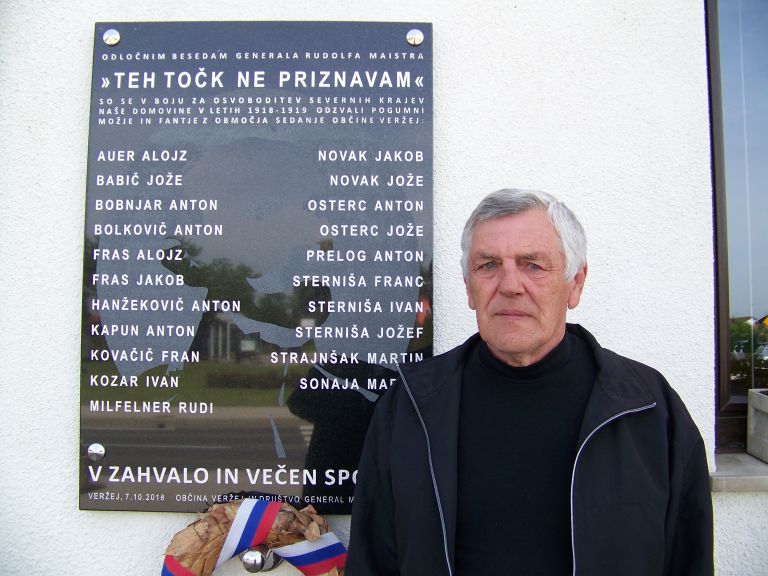 ODLOČNIM BESEDAM GENERALA RUDOLFA MAISTRA
»TEH TOČK NE PRIZNAVAM«
SO SE V BOJU ZA OSVOBODITEV SEVERNIH KRAJEV
NAŠE DOMOVINE V LETIH 1918-1919 ODZVALI POGUMNI
MOŽJE IN FANTJE Z OBMOČJA SEDANJE OBČINE VERŽEJ:
AUER ALOJZ
BABIČ JOŽE
BOBNJAR ANTON
BOLKOVIČ ANTON
FRAS ALOJZ
FRAS JAKOB
HANŽEKOVIČ ANTON
KAPUN ANTON
KOVAČIČ FRAN
KOZAR IVAN
MILFELNER RUDI
NOVAK JAKOB
NOVAK JOŽE
OSTERC ANTON
OSTERC JOŽE
PRELOG ANTON
STERNIŠA FRANC
STERNIŠA IVAN
STERNIŠA JOŽEF
STRAJNŠAK MARTIN
SONAJA
V ZAHVALO IN VEČEN
VERŽEJ, 7.10.2018 OBČINA VERŽEJ IN DRUŠTVO GENERAL